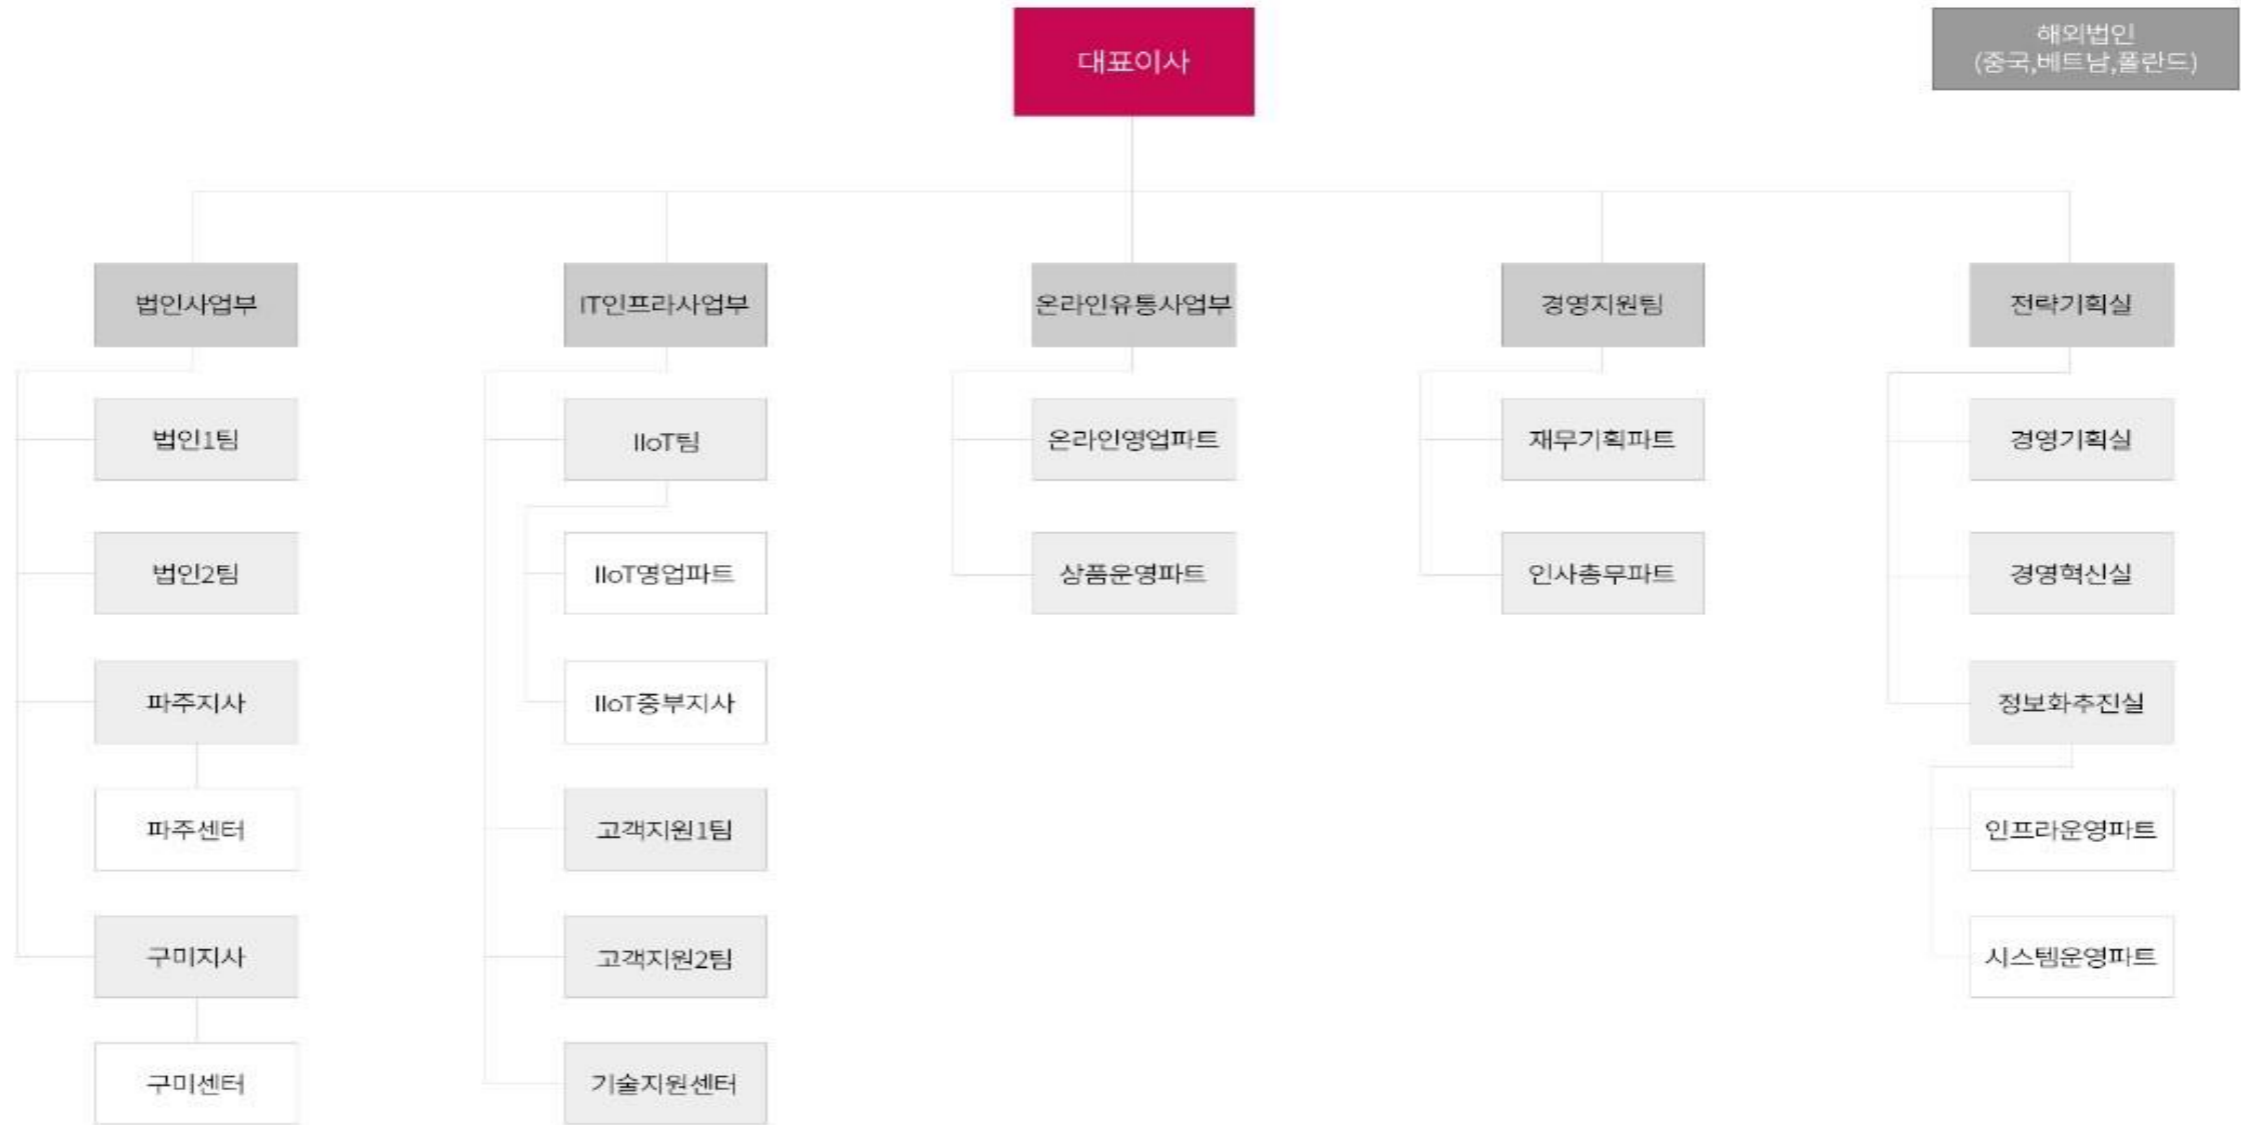 대표이사
해외법인
(중국,베트남,폴란드)
법인사업부
IT인프라사업부
온라인유통사업부
경영지원팀
전략기획실
법인1팀
IIoT팀
온라인영업파트
재무기획파트
경영기획실
법인2팀
IIoT영업파트
상품운영파트
인사총무파트
경영혁신실
파주지사
IIoT중부지사
정보화추진실
파주센터
고객지원1팀
인프라운영파트
구미지사
고객지원2팀
시스템운영파트
구미센터
기술지원센터